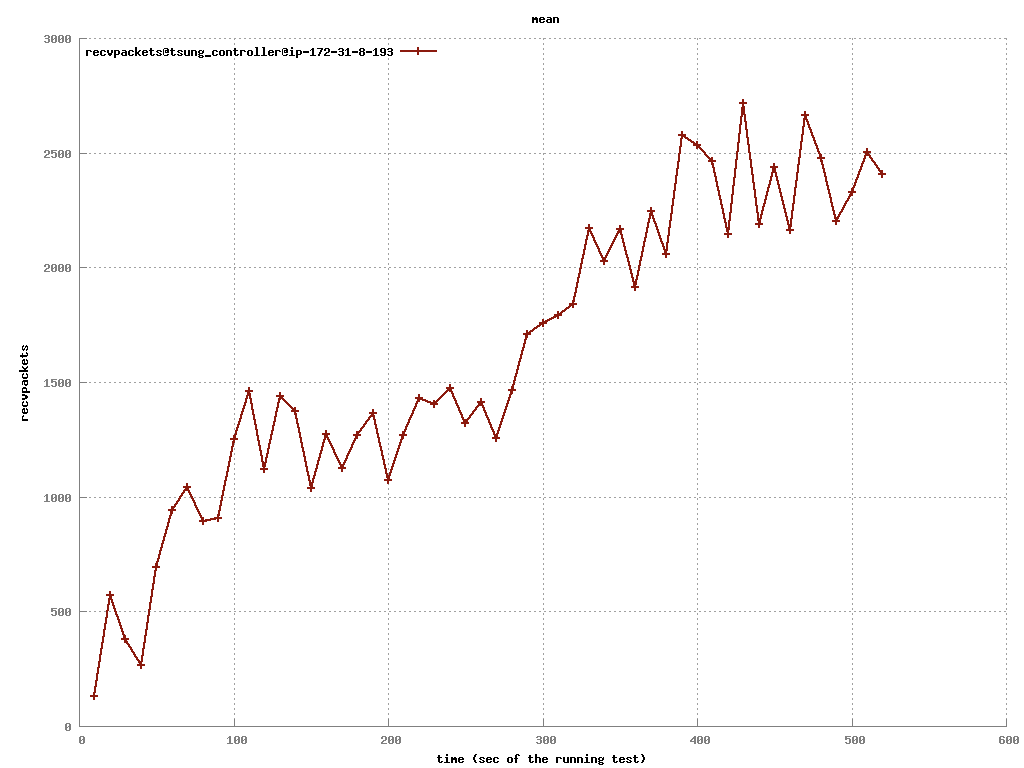 mean
3000
recvpackets@tsung_controller@ip-172-31-8-193
2500
2000
recvpackets
1500
1000
500
0
0 100 200 300 400 500 600
time (sec of the running test)